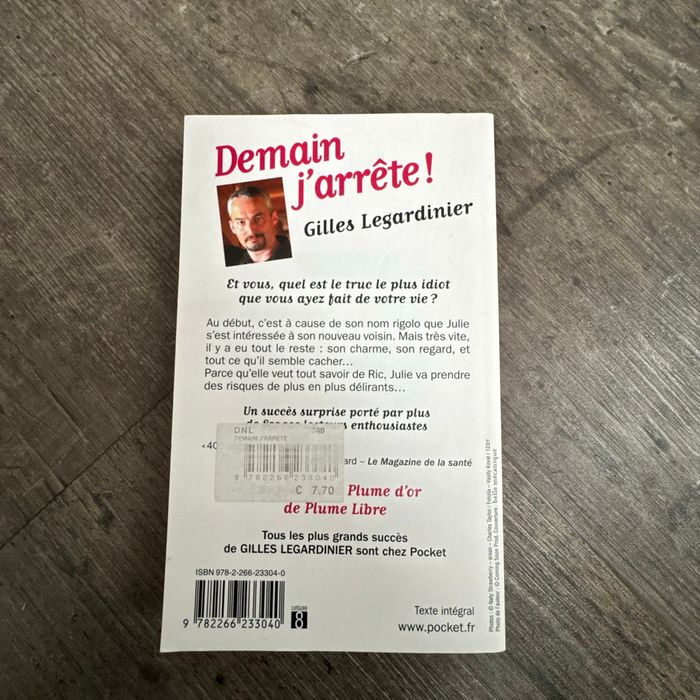 Demain
j'arrête !
Gilles Legardinier
Et vous, quel est le truc le plus idiot
que vous ayez fait de votre vie ?
Au début, c'est à cause de son nom rigolo que Julie
s'est intéressée à son nouveau voisin. Mais très vite,
il y a eu tout le reste : son charme, son regard, et
tout ce qu'il semble cacher...
Parce qu'elle veut tout savoir de Ric, Julie va prendre
des risques de plus en plus délirants...
Un succès surprise porté par plus
enthousiastes
DNL 748
DEMAIN J'ARRETE
9 782266 233040
£ 7.70
– Le Magazine de la santé
Plume d'or
de Plume Libre
Tous les plus grands succès
de GILLES LEGARDINIER sont chez Pocket
ISBN 978-2-266-23304-0
9 782266 233040
catégorie
8
Texte intégral
www.pocket.fr